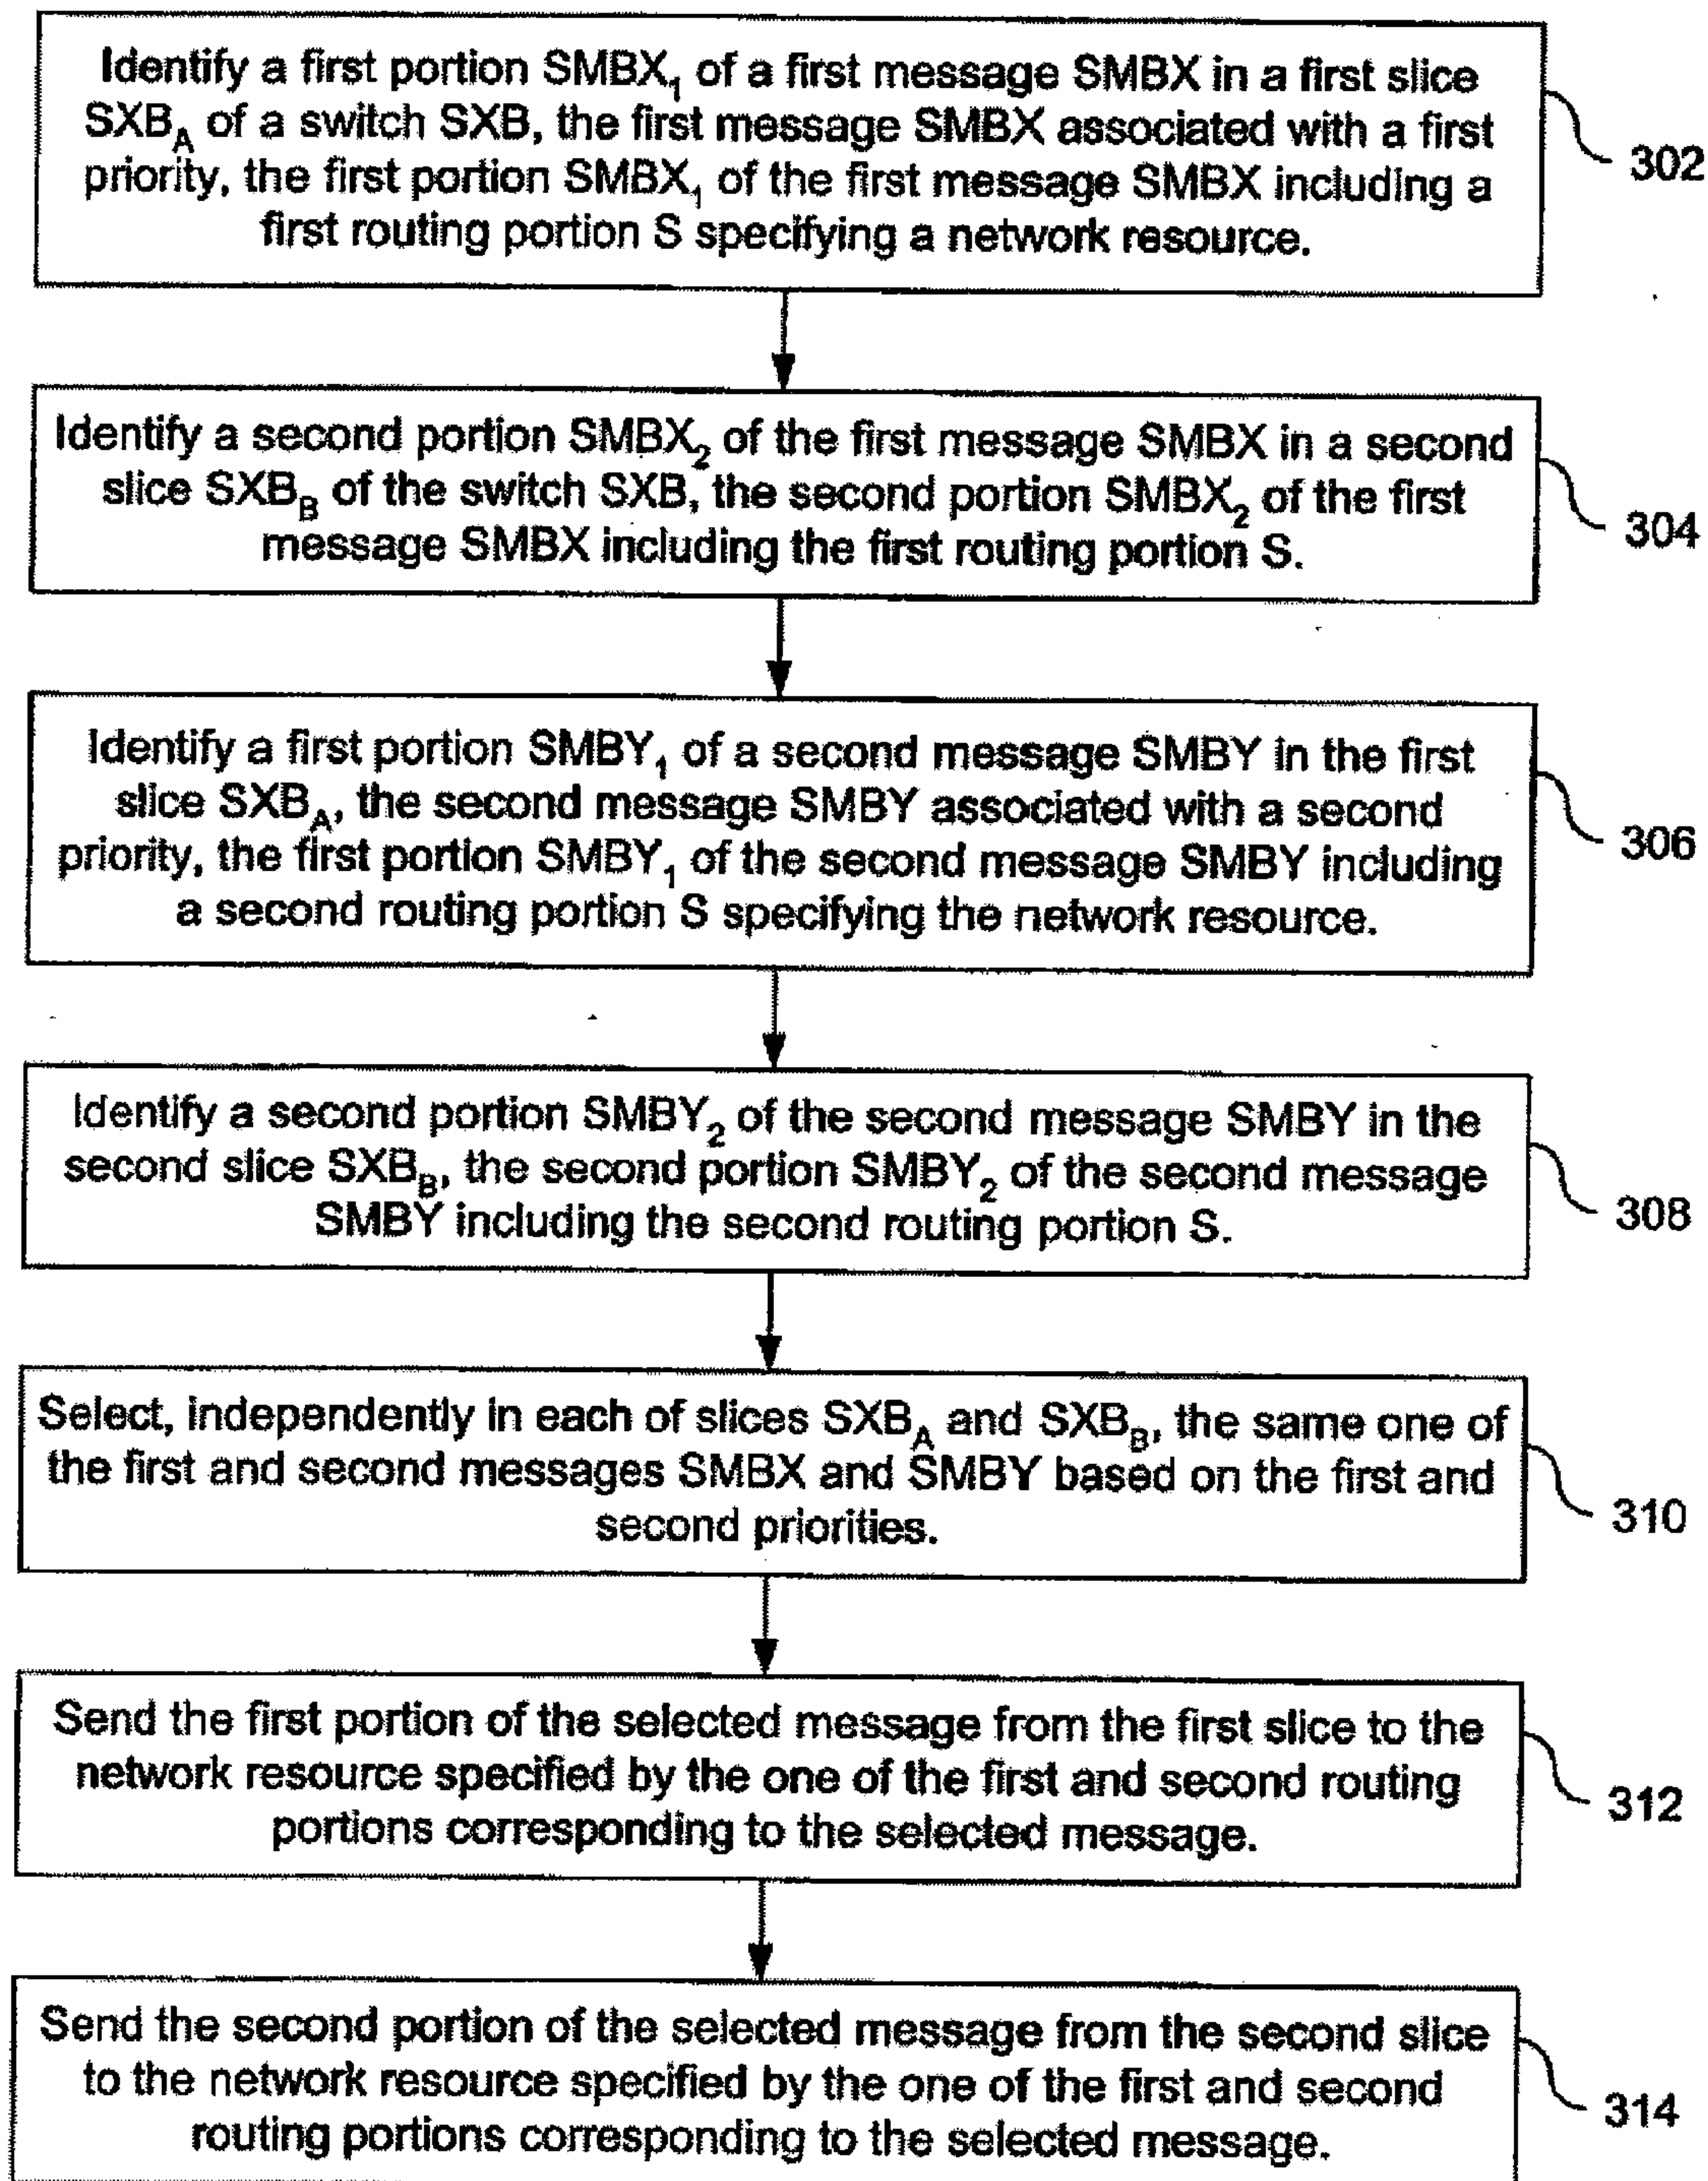 Identify a first portion SMBX₁ of a first message SMBX in a first slice
SXB_A of a switch SXB, the first message SMBX associated with a first
priority, the first portion SMBX₁ of the first message SMBX including a
first routing portion S specifying a network resource.
302
Identify a second portion SMBX₂ of the first message SMBX in a second
slice SXB_B of the switch SXB, the second portion SMBX₂ of the first
message SMBX including the first routing portion S.
304
Identify a first portion SMBY₁ of a second message SMBY in the first
slice SXB_A, the second message SMBY associated with a second
priority, the first portion SMBY₁ of the second message SMBY including
a second routing portion S specifying the network resource.
306
Identify a second portion SMBY₂ of the second message SMBY in the
second slice SXB_B, the second portion SMBY₂ of the second message
SMBY including the second routing portion S.
308
Select, independently in each of slices SXB_A and SXB_B, the same one of
the first and second messages SMBX and SMBY based on the first and
second priorities.
310
Send the first portion of the selected message from the first slice to the
network resource specified by the one of the first and second routing
portions corresponding to the selected message.
312
Send the second portion of the selected message from the second slice
to the network resource specified by the one of the first and second
routing portions corresponding to the selected message.
314